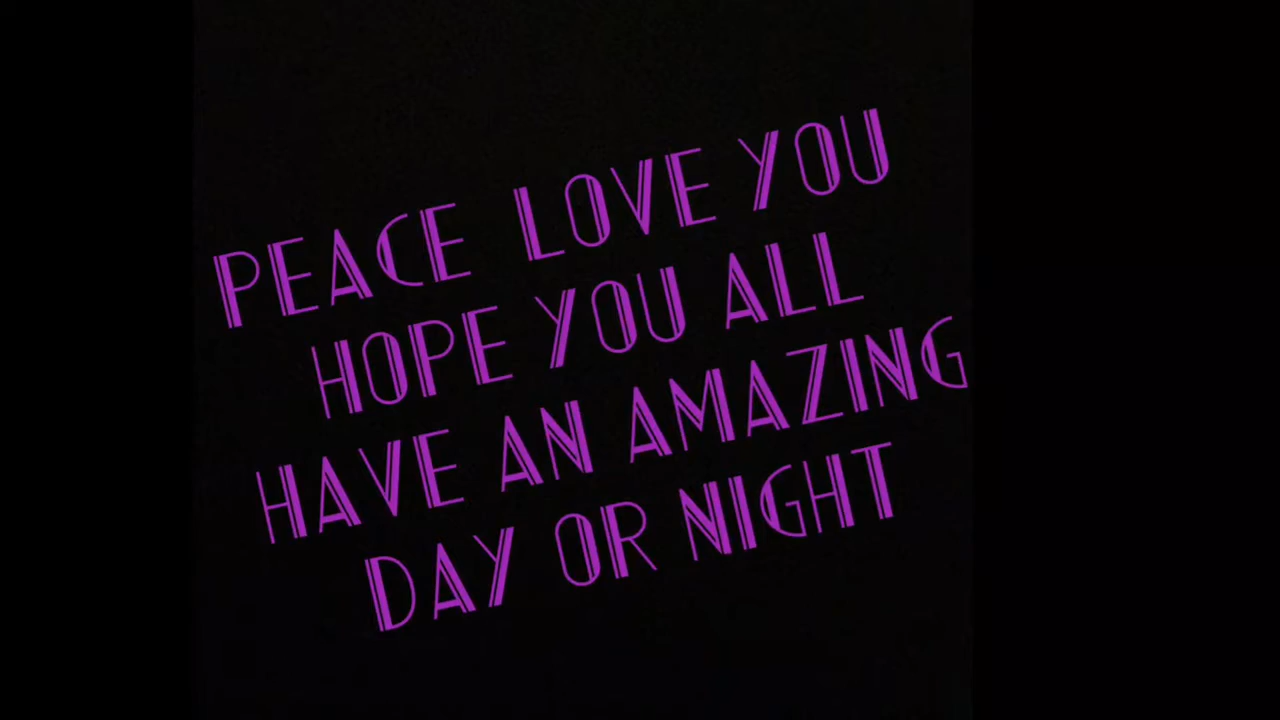 PEACE LOVE YOU
HOPE YOU ALL
HAVE AN AMAZING
DAY OR NIGHT